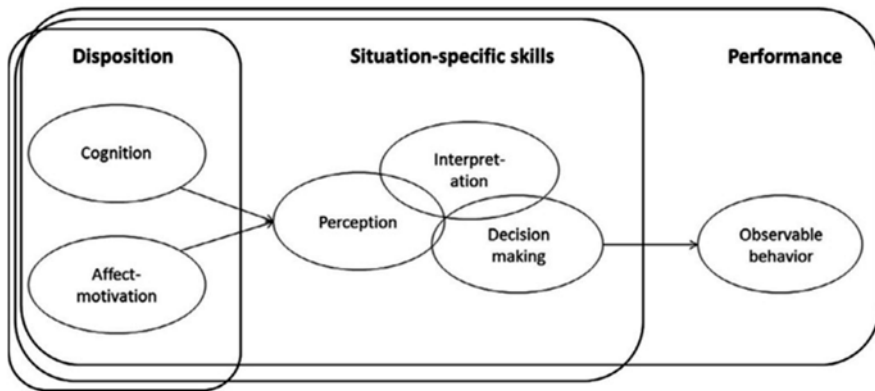 Disposition
Situation-specific skills
Performance
Cognition
Affect-
motivation
Perception
Interpret-
ation
Decision
making
Observable
behavior